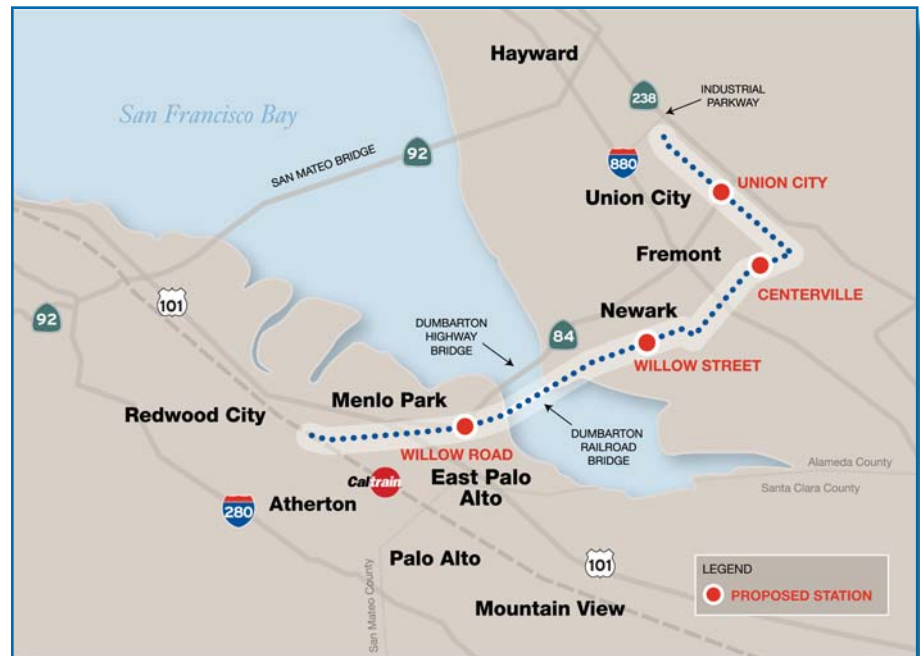 Hayward
238
INDUSTRIAL
PARKWAY
San Francisco Bay
92
SAN MATEO BRIDGE
880
UNION CITY
Union City
Fremont
CENTERVILLE
101
92
Newark
DUMBARTON
HIGHWAY
BRIDGE
84
WILLOW STREET
Menlo Park
Redwood City
WILLOW ROAD
DUMBARTON
RAILROAD
BRIDGE
Alameda County
Santa Clara County
Caltrain
East Palo
Alto
280
Atherton
Palo Alto
101
San Mateo County
Mountain View
LEGEND
PROPOSED STATION